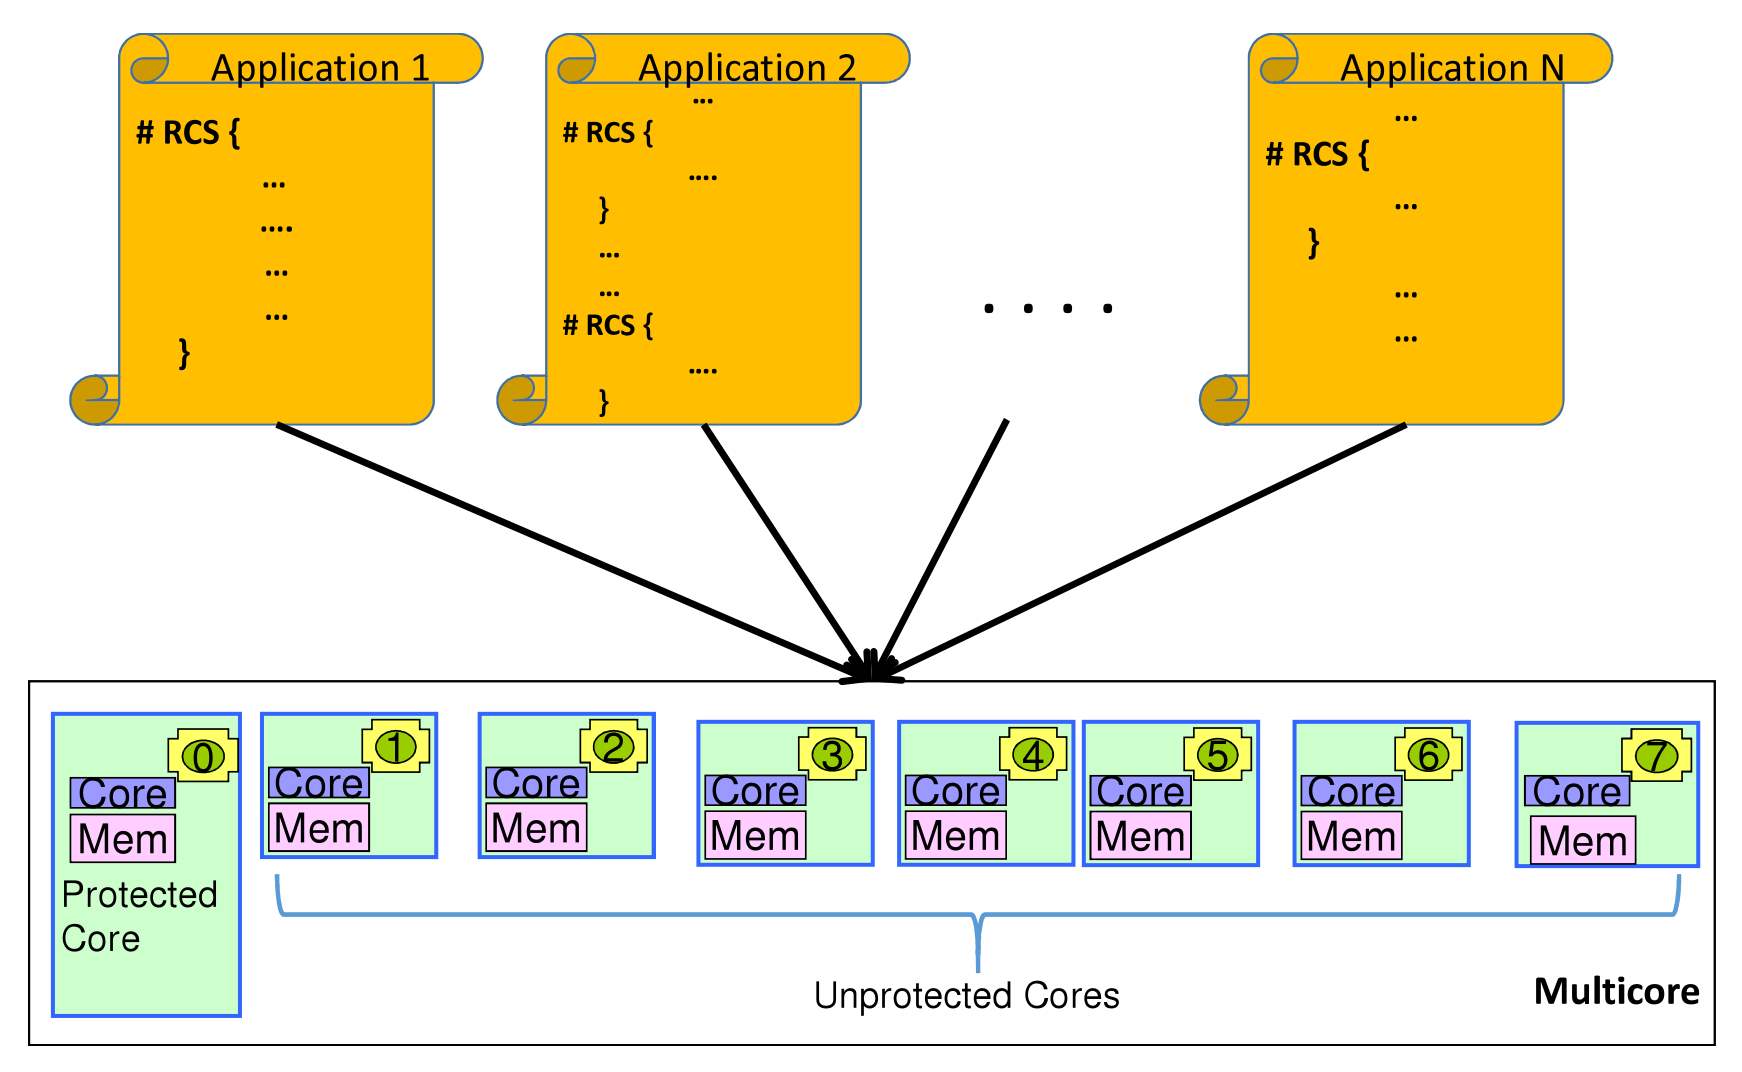 Application 1
# RCS {
...
....
...
...
}
Application 2
...
# RCS {
....
}
...
...
# RCS {
....
}
. . . .
Application N
...
# RCS {
...
}
...
...
0
Core
Mem
Protected
Core
1
Core
Mem
2
Core
Mem
3
Core
Mem
4
Core
Mem
5
Core
Mem
6
Core
Mem
7
Core
Mem
Unprotected Cores
Multicore